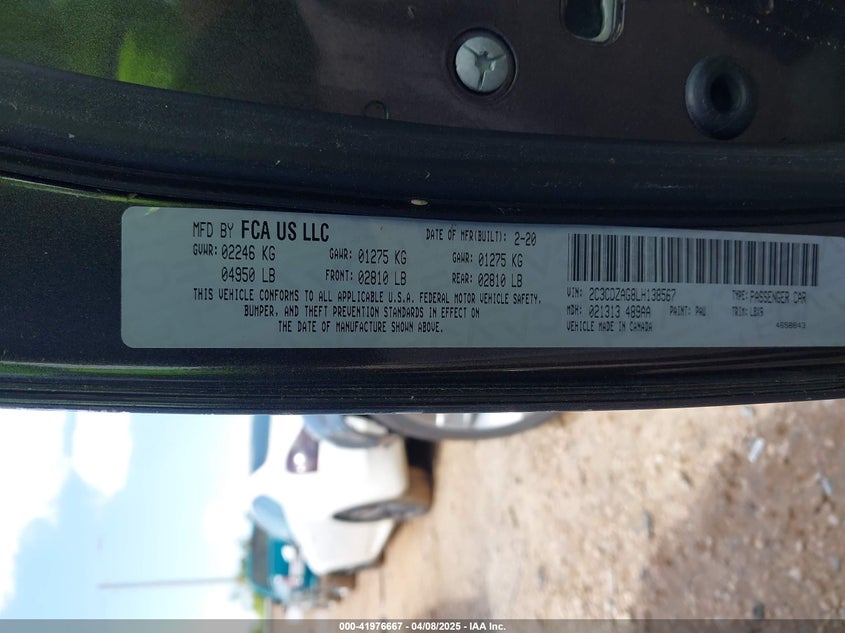 MFD BY FCA US LLC
DATE OF MFR(BUILT): 2-20
GVWR: 02246 KG
GAWR: 01275 KG
GAWR: 01275 KG
04950 LB
FRONT: 02810 LB
REAR: 02810 LB
THIS VEHICLE CONFORMS TO ALL APPLICABLE U.S.A. FEDERAL MOTOR VEHICLE SAFETY,
BUMPER, AND THEFT PREVENTION STANDARDS IN EFFECT ON
THE DATE OF MANUFACTURE SHOWN ABOVE.
VIN: 2C3CDZAG8LH138567
TYPE: PASSENGER CAR
MDH: 021313 489AA
PAINT: PAU
TRIM: LBX9
VEHICLE MADE IN CANADA
4658643
000-41976667 - 04/08/2025 - IAA Inc.